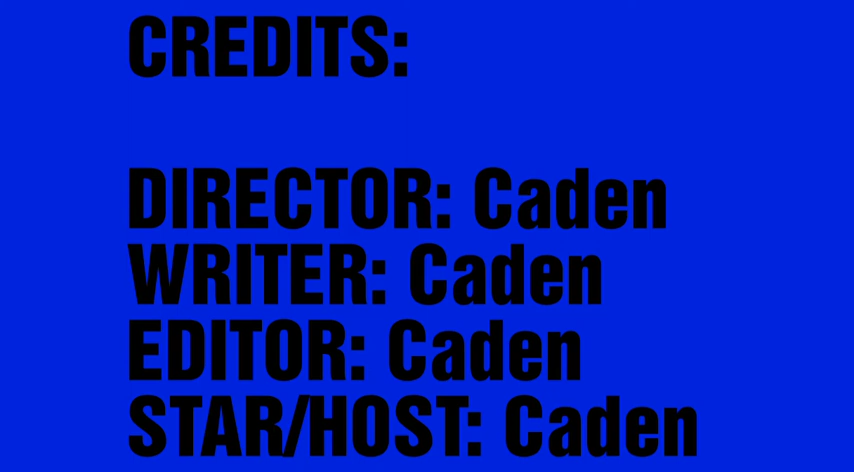 CREDITS:
DIRECTOR: Caden
WRITER: Caden
EDITOR: Caden
STAR/HOST: Caden